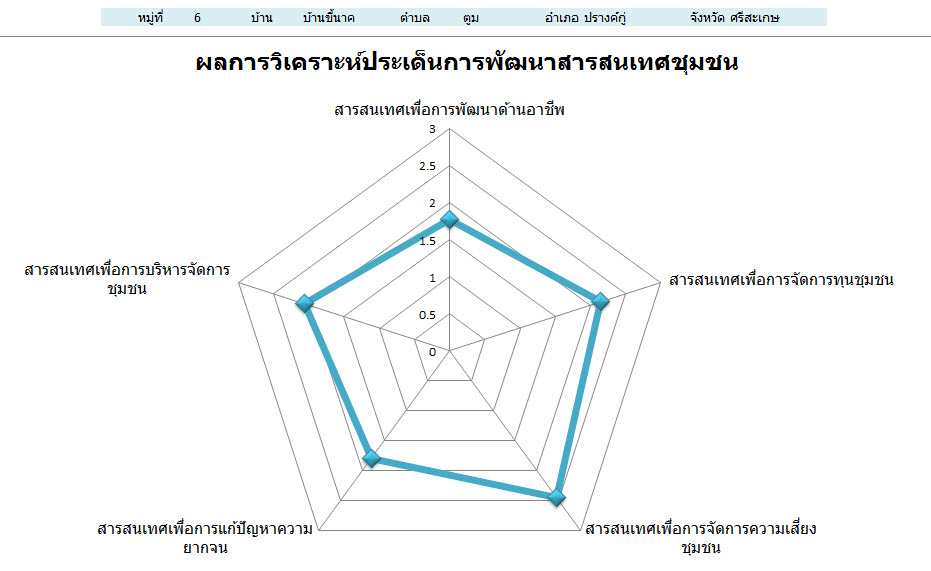 หมู่ที่ 6 บ้าน บ้านขี้นาค ตำบล ตูม อำเภอ ปรางค์กู่ จังหวัด ศรีสะเกษ
ผลการวิเคราะห์ประเด็นการพัฒนาสารสนเทศชุมชน
สารสนเทศเพื่อการพัฒนาด้านอาชีพ
3
2.5
2
1.5
1
0.5
0
สารสนเทศเพื่อการจัดการทุนชุมชน
สารสนเทศเพื่อการบริหารจัดการ
ชุมชน
สารสนเทศเพื่อการแก้ปัญหาความ
ยากจน
สารสนเทศเพื่อการจัดการความเสี่ยง
ชุมชน